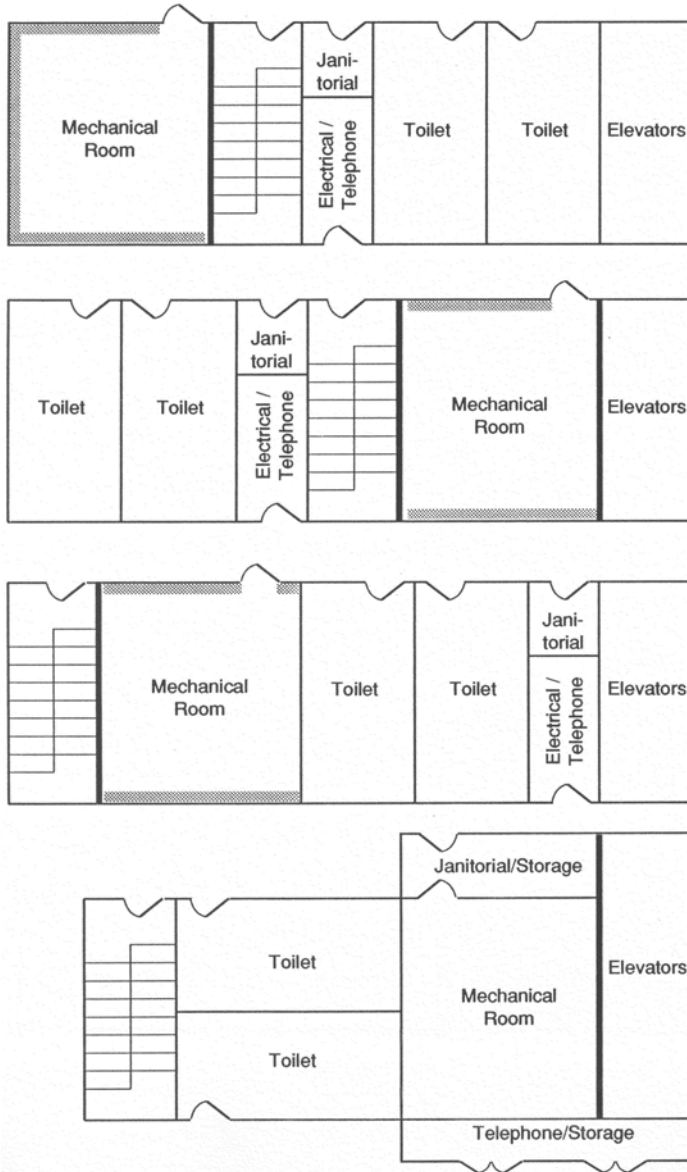 Jani-
torial
Mechanical
Room
Electrical /
Telephone
Toilet
Toilet
Elevators
Jani-
torial
Toilet
Toilet
Electrical /
Telephone
Mechanical
Room
Elevators
Jani-
torial
Mechanical
Room
Toilet
Toilet
Electrical /
Telephone
Elevators
Janitorial/Storage
Toilet
Elevators
Mechanical
Room
Toilet
Telephone/Storage